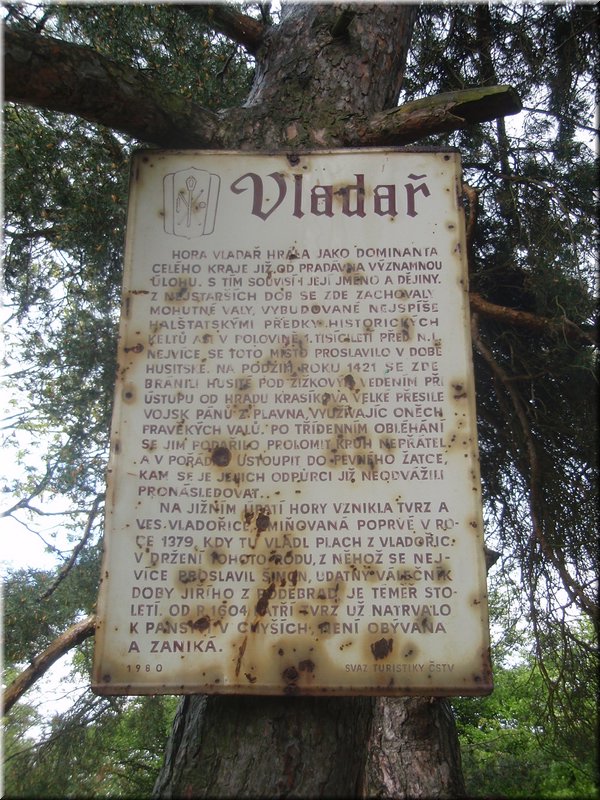 Vladař
HORA VLADAŘ HRÁLA JAKO DOMINANTA
CELÉHO KRAJE JIŽ OD PRADÁVNA VÝZNAMNOU
ÚLOHU. S TÍM SOUVISÍ I JEJÍ JMÉNO A DĚJINY.
Z NEJSTARŠÍCH DOB SE ZDE ZACHOVALY
MOHUTNÉ VALY, VYBUDOVANÉ NEJSPÍŠE
HALŠTATSKÝMI PŘEDKY HISTORICKÝCH
KELTŮ ASI V POLOVINĚ 1. TISÍCILETÍ PŘED N.L.
NEJVÍCE SE TOTO MÍSTO PROSLAVILO V DOBĚ
HUSITSKÉ. NA PODZIM ROKU 1421 SE ZDE
BRÁNILI HUSITÉ POD ŽIŽKOVÝM VEDENÍM PŘI
ÚSTUPU OD HRADU KRASÍKOVA VELKÉ PŘESILE
VOJSK PÁNŮ Z PLAVNA, VYUŽÍVAJÍC ONĚCH
PRAVĚKÝCH VALŮ. PO TŘÍDENNÍM OBLÉHÁNÍ
SE JIM PODAŘILO PROLOMIT KRUH NEPŘÁTEL
A V POŘÁDKU USTOUPIT DO PEVNÉHO ŽATCE,
KAM SE JE JEJICH ODPŮRCI JIŽ NEODVÁŽILI
PRONÁSLEDOVAT.
NA JIŽNÍM ÚPATÍ HORY VZNIKLA TVRZ A
VES VLADOŘICE, ZMIŇOVANÁ POPRVÉ V RO-
CE 1379, KDY TU VLÁDL PLACH Z VLADOŘIC.
V DRŽENÍ TOHOTO RODU, Z NĚHOŽ SE NEJ-
VÍCE PROSLAVIL ŠIMON, UDATNÝ VÁLEČNÍK
DOBY JIŘÍHO Z PODĚBRAD, JE TÉMĚŘ STO-
LETÍ. OD R. 1604 PATŘÍ TVRZ UŽ NATRVALO
K PANSTVÍ V CHYŠÍCH, NENÍ OBÝVÁNA
A ZANIKÁ.
1980 SVAZ TURISTIKY ČSTV